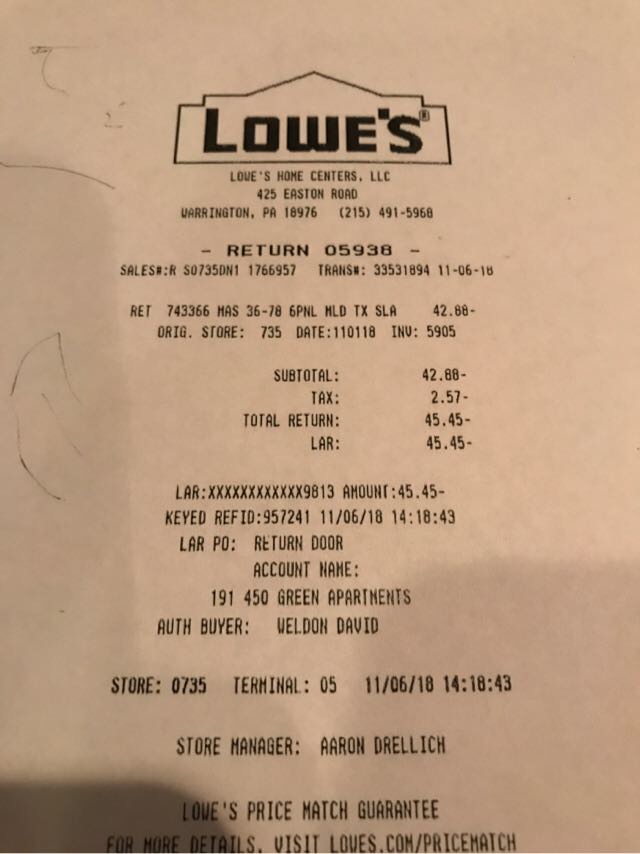 LOWE'S®
LOWE'S HOME CENTERS, LLC
425 EASTON ROAD
WARRINGTON, PA 18976 (215) 491-5968
- RETURN 05938 -
SALES#:R S0735DN1 1766957 TRANS#: 33531894 11-06-18
RET 743366 MAS 36-78 6PNL MLD TX SLA 42.88-
ORIG. STORE: 735 DATE:110118 INV: 5905
SUBTOTAL: 42.88-
TAX: 2.57-
TOTAL RETURN: 45.45-
LAR: 45.45-
LAR:XXXXXXXXXXXX9813 AMOUNT:45.45-
KEYED REFID:957241 11/06/18 14:18:43
LAR PO: RETURN DOOR
ACCOUNT NAME:
191 450 GREEN APARTMENTS
AUTH BUYER: WELDON DAVID
STORE: 0735 TERMINAL: 05 11/06/18 14:18:43
STORE MANAGER: AARON DRELLICH
LOWE'S PRICE MATCH GUARANTEE
FOR MORE DETAILS, VISIT LOWES.COM/PRICEMATCH